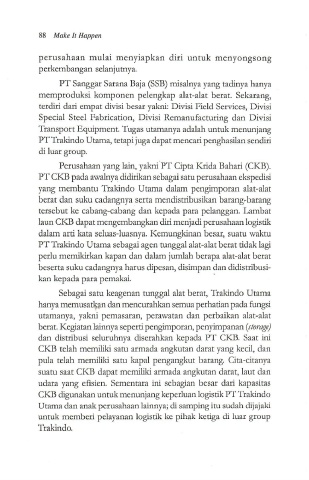 88 Make It Happen
perusahaan mulai menyiapkan diri untuk menyongsong
perkembangan selanjutnya.
PT Sanggar Sarana Baja (SSB) misalnya yang tadinya hanya
memproduksi komponen pelengkap alat-alat berat. Sekarang,
terdiri dari empat divisi besar yakni: Divisi Field Services, Divisi
Special Steel Fabrication, Divisi Remanufacturing dan Divisi
Transport Equipment. Tugas utamanya adalah untuk menunjang
PT Trakindo Utama, tetapi juga dapat mencari penghasilan sendiri
di luar group.
Perusahaan yang lain, yakni PT Cipta Krida Bahari (CKB).
PT CKB pada awalnya didirikan sebagai satu perusahaan ekspedisi
yang membantu Trakindo Utama dalam pengimporan alat-alat
berat dan suku cadangnya serta mendistribusikan barang-barang
tersebut ke cabang-cabang dan kepada para pelanggan. Lambat
laun CKB dapat mengembangkan diri menjadi perusahaan logistik
dalam arti kata seluas-luasnya. Kemungkinan besar, suatu waktu
PT Trakindo Utama sebagai agen tunggal alat-alat berat tidak lagi
perlu memikirkan kapan dan dalam jumlah berapa alat-alat berat
beserta suku cadangnya harus dipesan, disimpan dan didistribusi-
kan kepada para pemakai.
Sebagai satu keagenan tunggal alat berat, Trakindo Utama
hanya memusatkan dan mencurahkan semua perhatian pada fungsi
utamanya, yakni pemasaran, perawatan dan perbaikan alat-alat
berat. Kegiatan lainnya seperti pengimporan, penyimpanan (storage)
dan distribusi seluruhnya diserahkan kepada PT CKB. Saat ini
CKB telah memiliki satu armada angkutan darat yang kecil, dan
pula telah memiliki satu kapal pengangkut barang. Cita-citanya
suatu saat CKB dapat memiliki armada angkutan darat, laut dan
udara yang efisien. Sementara ini sebagian besar dari kapasitas
CKB digunakan untuk menunjang keperluan logistik PT Trakindo
Utama dan anak perusahaan lainnya; di samping itu sudah dijajaki
untuk memberi pelayanan logistik ke pihak ketiga di luar group
Trakindo.